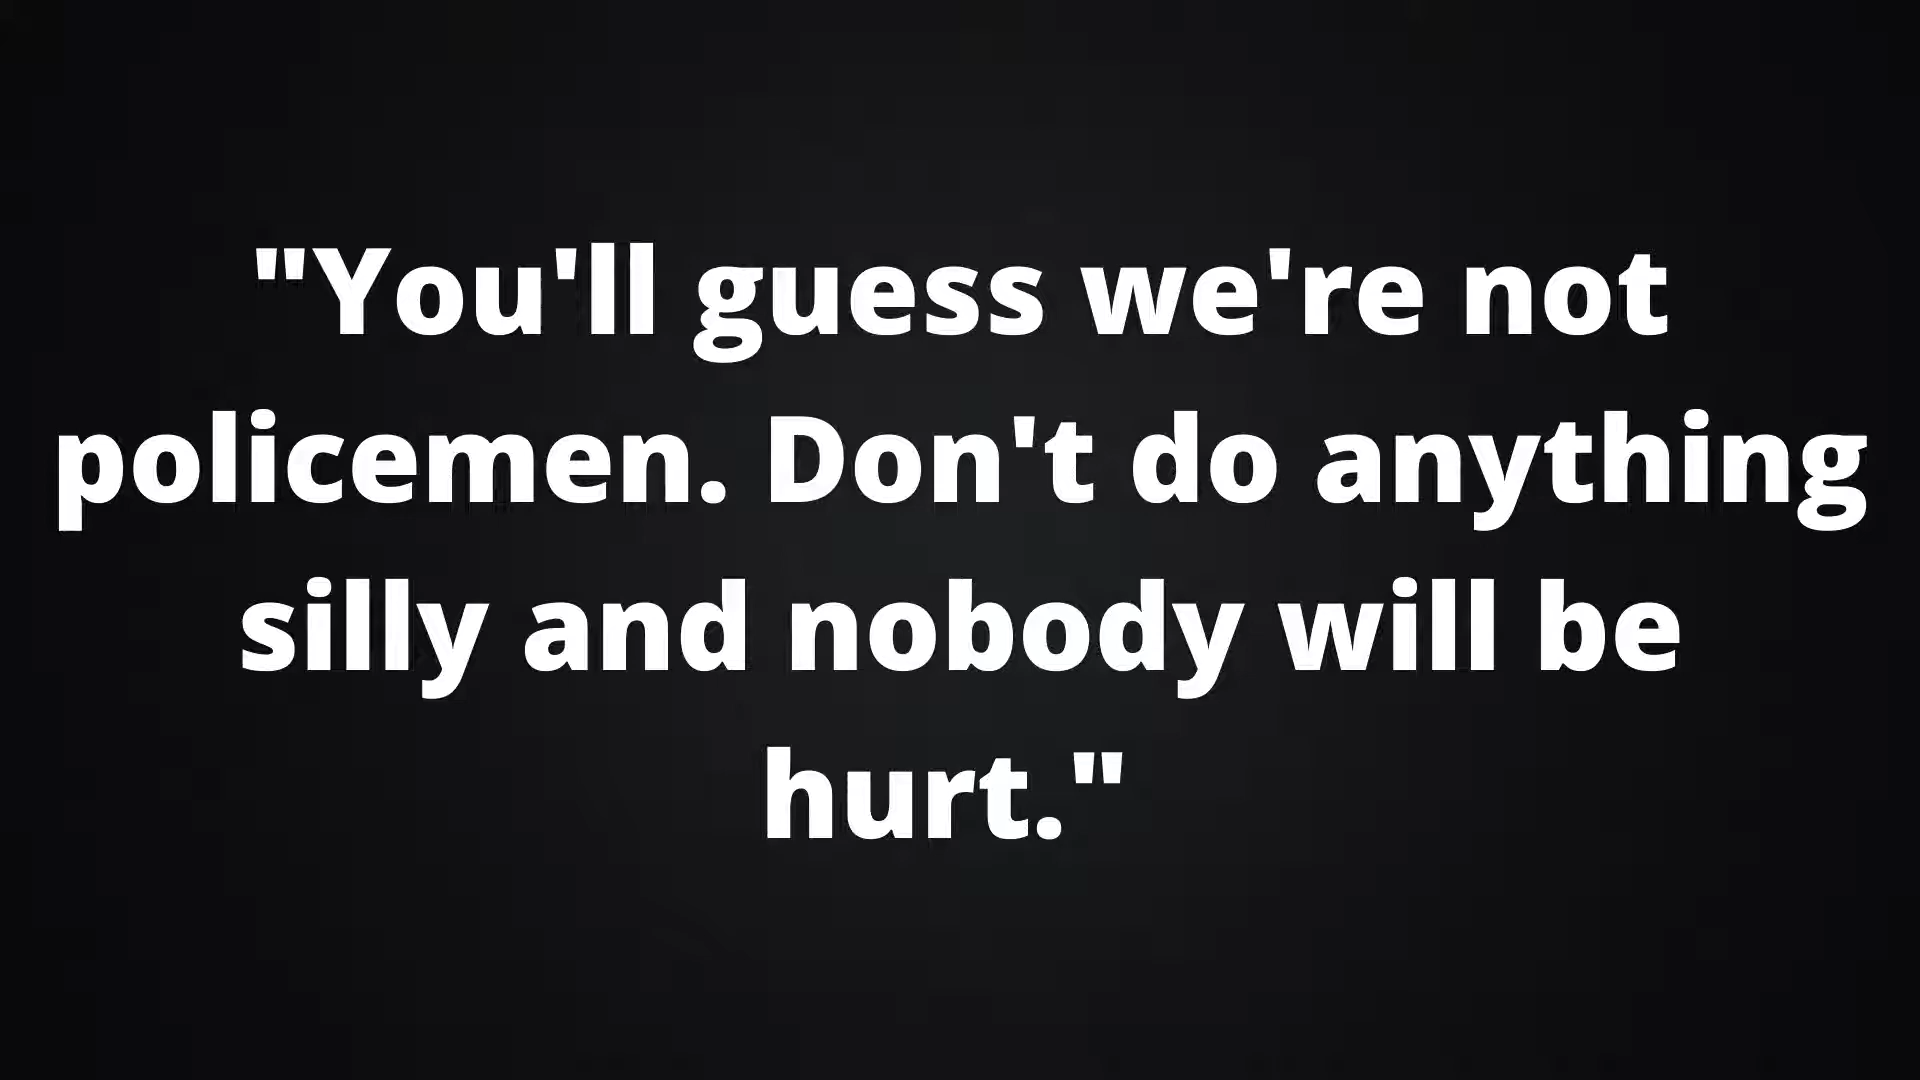 "You'll guess we're not
policemen. Don't do anything
silly and nobody will be
hurt."